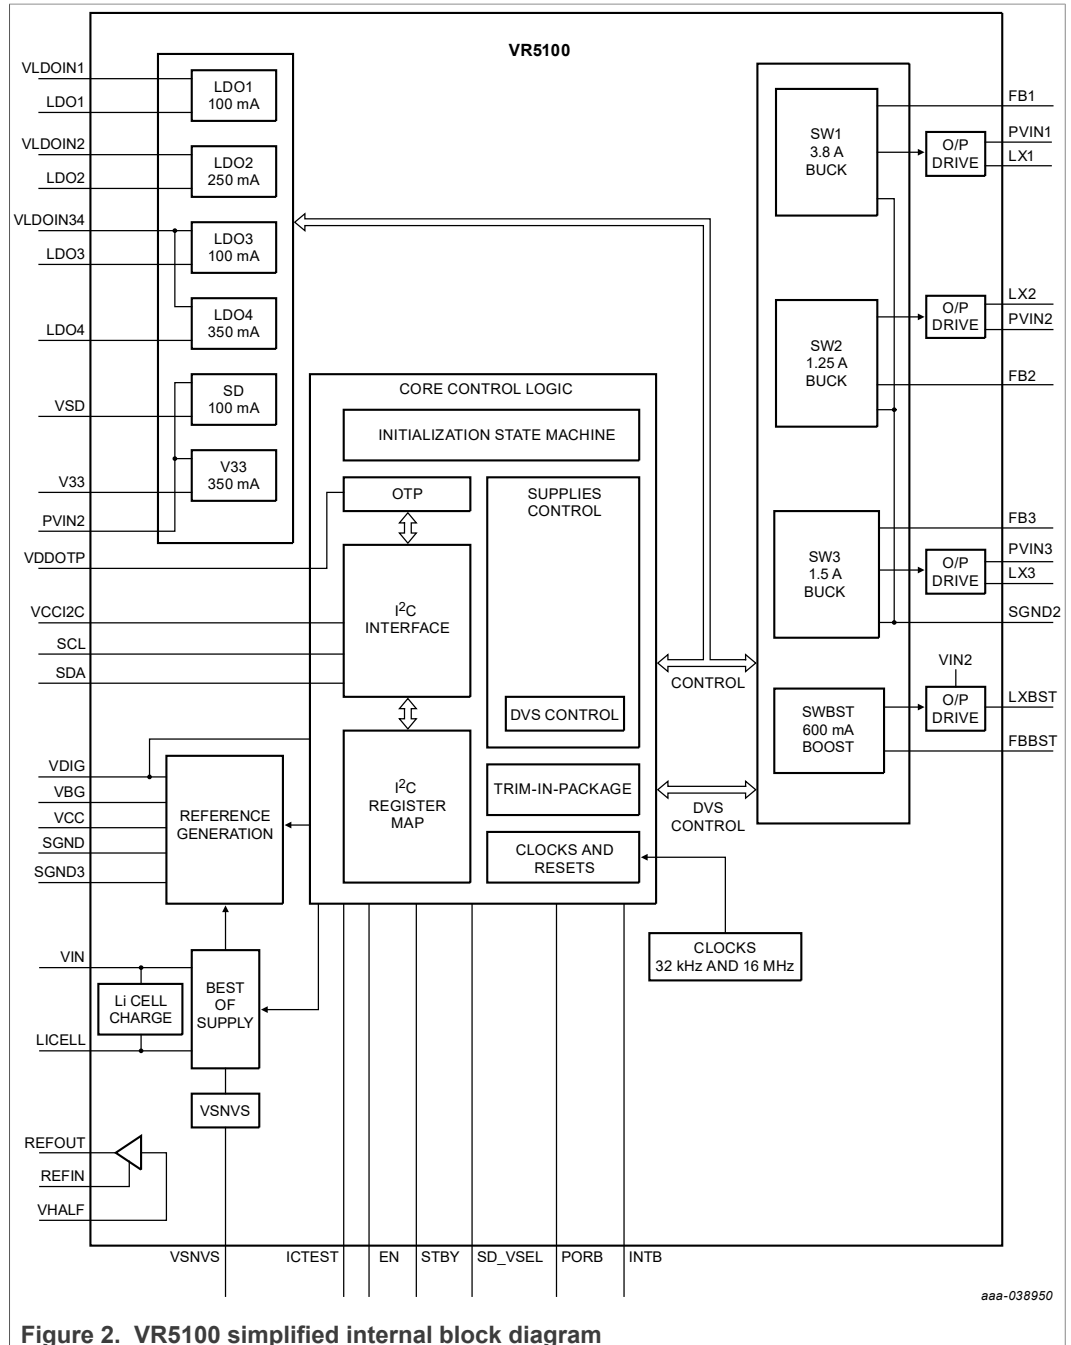 VR5100
VLDOIN1
LDO1
LDO1
100 mA
VLDOIN2
LDO2
LDO2
250 mA
VLDOIN34
LDO3
LDO3
100 mA
LDO4
LDO4
350 mA
VSD
SD
100 mA
V33
V33
350 mA
PVIN2
VDDOTP
VCCI2C
SCL
SDA
CORE CONTROL LOGIC
INITIALIZATION STATE MACHINE
OTP
SUPPLIES
CONTROL
I²C
INTERFACE
DVS CONTROL
I²C
REGISTER
MAP
TRIM-IN-PACKAGE
CLOCKS AND
RESETS
CONTROL
DVS
CONTROL
SW1
3.8 A
BUCK
O/P
DRIVE
FB1
PVIN1
LX1
SW2
1.25 A
BUCK
O/P
DRIVE
LX2
PVIN2
FB2
SW3
1.5 A
BUCK
O/P
DRIVE
FB3
PVIN3
LX3
SGND2
VIN2
SWBST
600 mA
BOOST
O/P
DRIVE
LXBST
FBBST
VDIG
VBG
VCC
SGND
SGND3
REFERENCE
GENERATION
CLOCKS
32 kHz AND 16 MHz
VIN
Li CELL
CHARGE
LICELL
BEST
OF
SUPPLY
VSNVS
REFOUT
REFIN
VHALF
VSNVS
ICTEST
EN
STBY
SD_VSEL
PORB
INTB
aaa-038950
Figure 2. VR5100 simplified internal block diagram